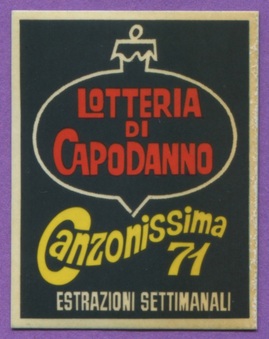 LOTTERIA
DI
CAPODANNO
Canzonissima
71
ESTRAZIONI SETTIMANALI